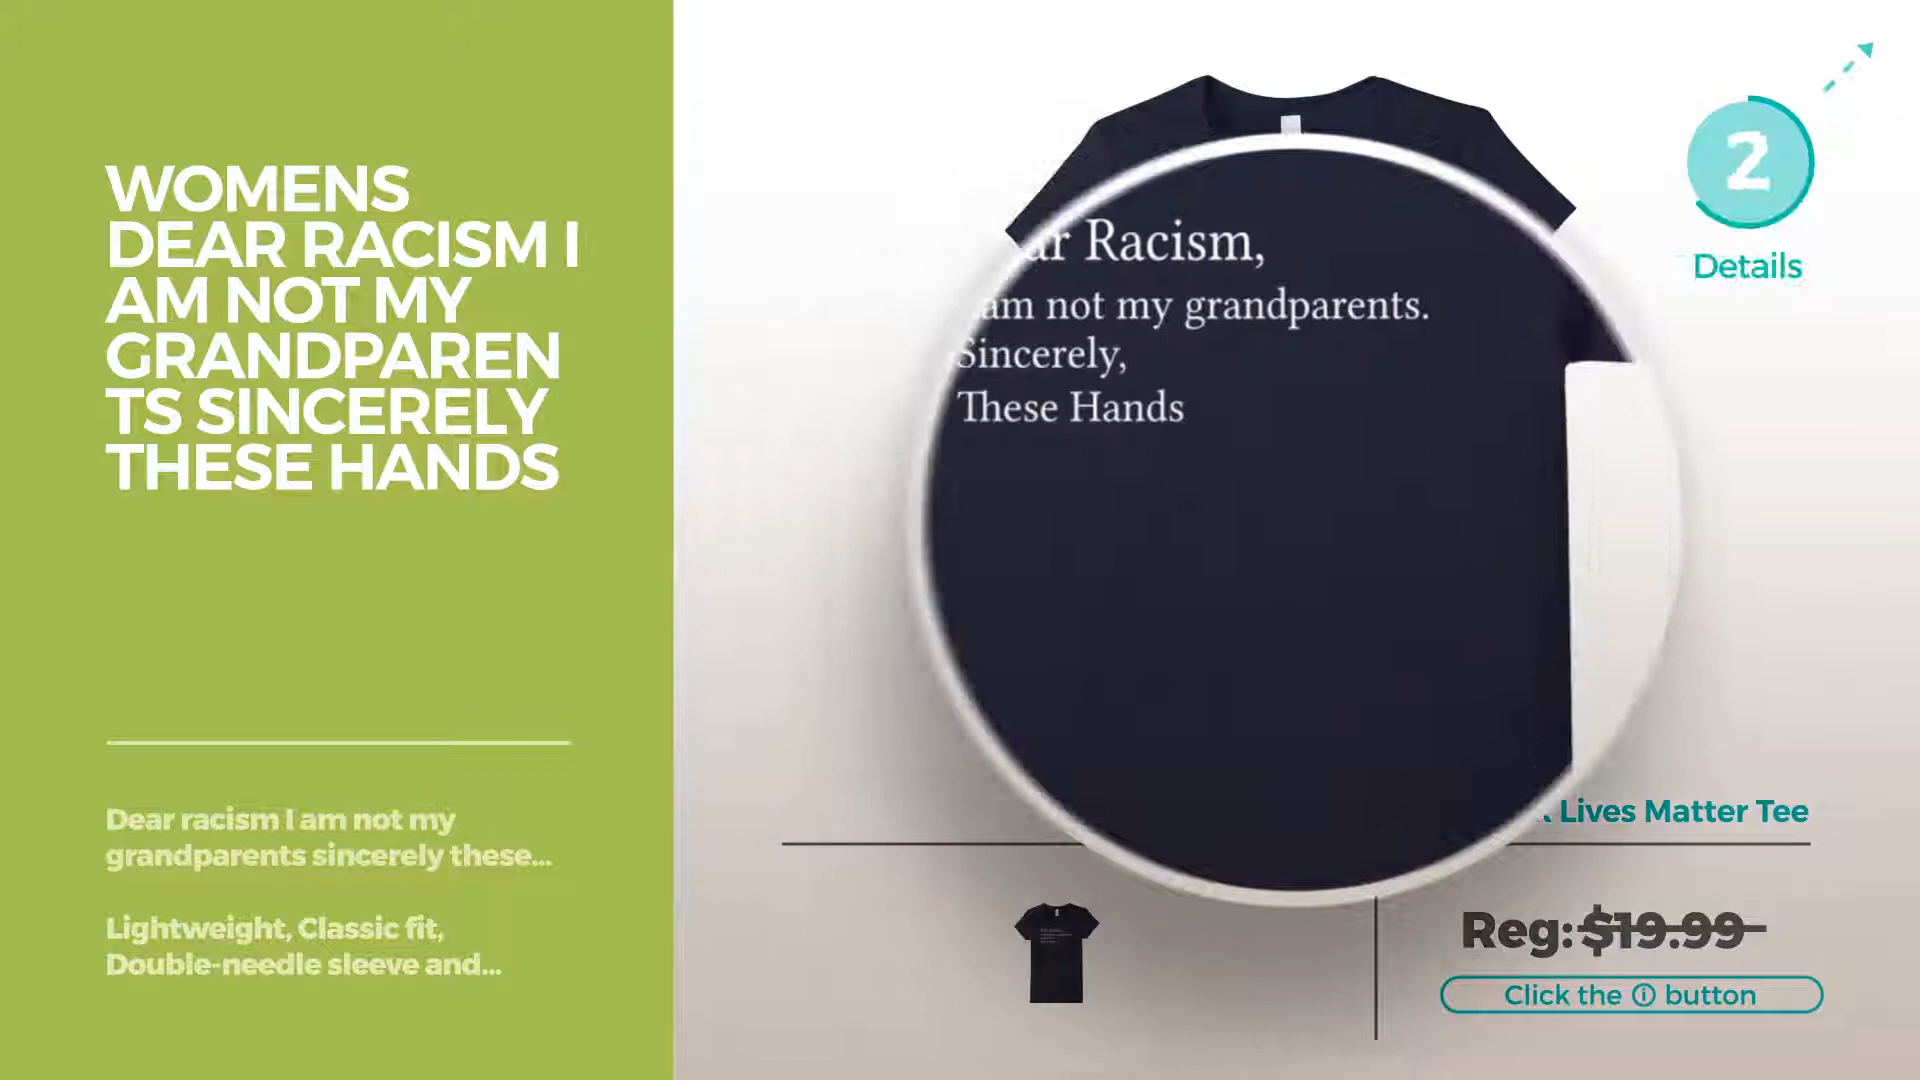 WOMENS
DEAR RACISM I
AM NOT MY
GRANDPAREN
TS SINCERELY
THESE HANDS
Dear racism I am not my
grandparents sincerely these...
Lightweight, Classic fit,
Double-needle sleeve and...
Racism,
am not my grandparents.
Sincerely,
These Hands
2
Details
Lives Matter Tee
Reg: $19.99
Click the ⓘ button